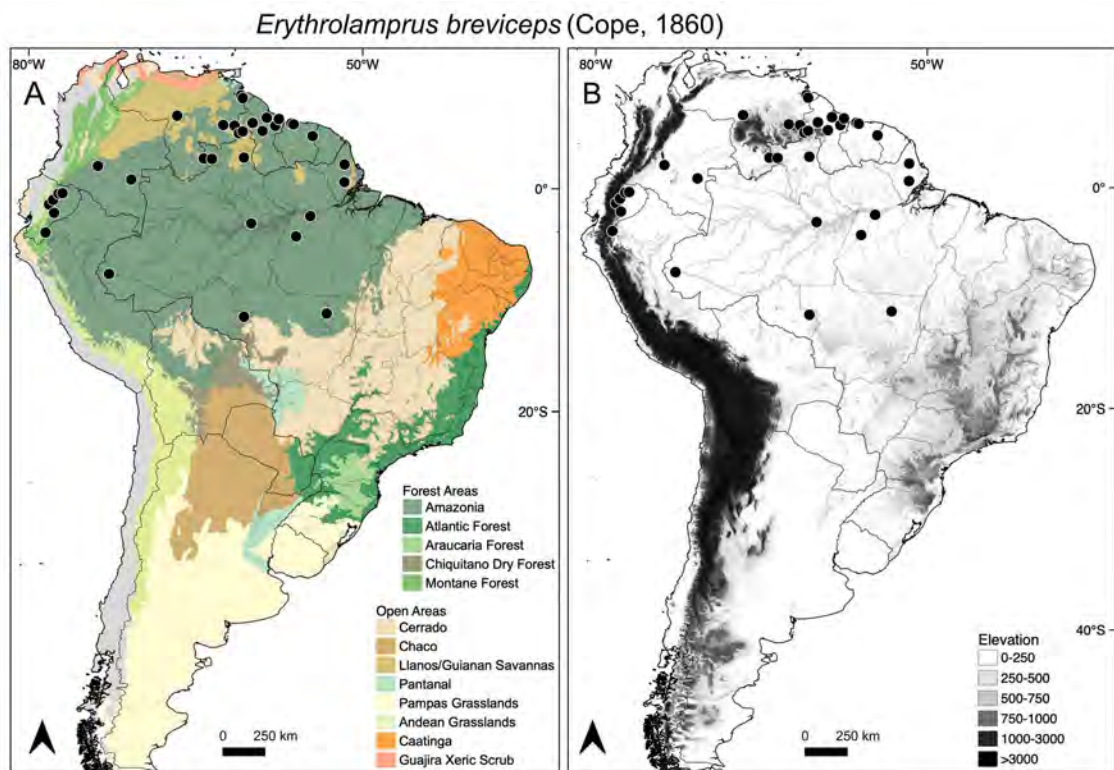 Erythrolamprus breviceps (Cope, 1860)
80°W
50°W
A
0°
20°S
Forest Areas
Amazonia
Atlantic Forest
Araucaria Forest
Chiquitano Dry Forest
Montane Forest
Open Areas
Cerrado
Chaco
Llanos/Guianan Savannas
Pantanal
Pampas Grasslands
Andean Grasslands
Caatinga
Guajira Xeric Scrub
250 km
80°W
50°W
B
0°
20°S
40°S
Elevation
0-250
250-500
500-750
750-1000
1000-3000
>3000
250 km